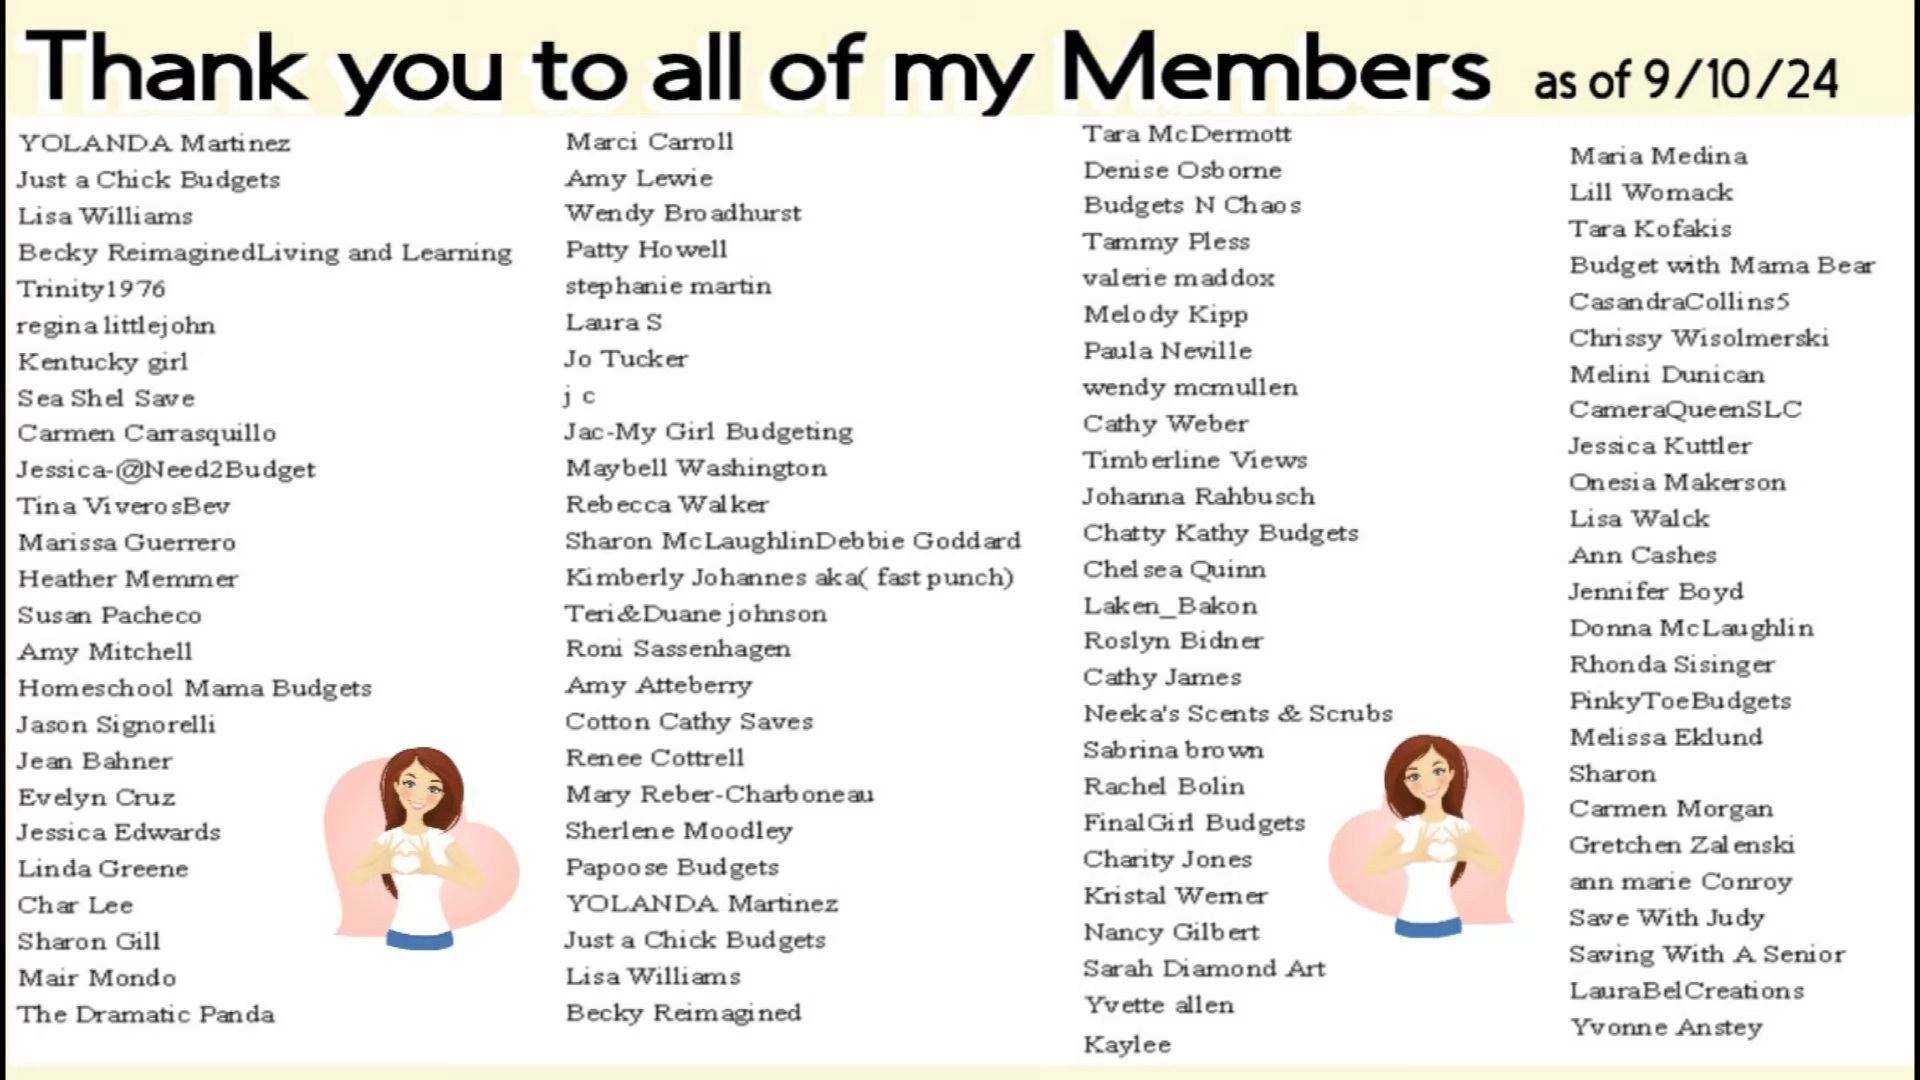 Thank you to all of my Members as of 9/10/24
YOLANDA Martinez
Just a Chick Budgets
Lisa Williams
Becky ReimaginedLiving and Learning
Trinity1976
regina littlejohn
Kentucky girl
Sea Shel Save
Carmen Carrasquillo
Jessica-@Need2Budget
Tina ViverosBev
Marissa Guerrero
Heather Memmer
Susan Pacheco
Amy Mitchell
Homeschool Mama Budgets
Jason Signorelli
Jean Bahner
Evelyn Cruz
Jessica Edwards
Linda Greene
Char Lee
Sharon Gill
Mair Mondo
The Dramatic Panda
Marci Carroll
Amy Lewie
Wendy Broadhurst
Patty Howell
stephanie martin
Laura S
Jo Tucker
j c
Jac-My Girl Budgeting
Maybell Washington
Rebecca Walker
Sharon McLaughlinDebbie Goddard
Kimberly Johannes aka( fast punch)
Teri&Duane johnson
Roni Sassenhagen
Amy Atteberry
Cotton Cathy Saves
Renee Cottrell
Mary Reber-Charboneau
Sherlene Moodley
Papoose Budgets
YOLANDA Martinez
Just a Chick Budgets
Lisa Williams
Becky Reimagined
Tara McDermott
Denise Osborne
Budgets N Chaos
Tammy Pless
valerie maddox
Melody Kipp
Paula Neville
wendy mcmullen
Cathy Weber
Timberline Views
Johanna Rahbusch
Chatty Kathy Budgets
Chelsea Quinn
Laken_Bakon
Roslyn Bidner
Cathy James
Neeka's Scents & Scrubs
Sabrina brown
Rachel Bolin
FinalGirl Budgets
Charity Jones
Kristal Werner
Nancy Gilbert
Sarah Diamond Art
Yvette allen
Kaylee
Maria Medina
Lill Womack
Tara Kofakis
Budget with Mama Bear
CasandraCollins5
Chrissy Wisolmerski
Melini Dunican
CameraQueenSLC
Jessica Kuttler
Onesia Makerson
Lisa Walck
Ann Cashes
Jennifer Boyd
Donna McLaughlin
Rhonda Sisinger
PinkyToeBudgets
Melissa Eklund
Sharon
Carmen Morgan
Gretchen Zalenski
ann marie Conroy
Save With Judy
Saving With A Senior
LauraBelCreations
Yvonne Anstey